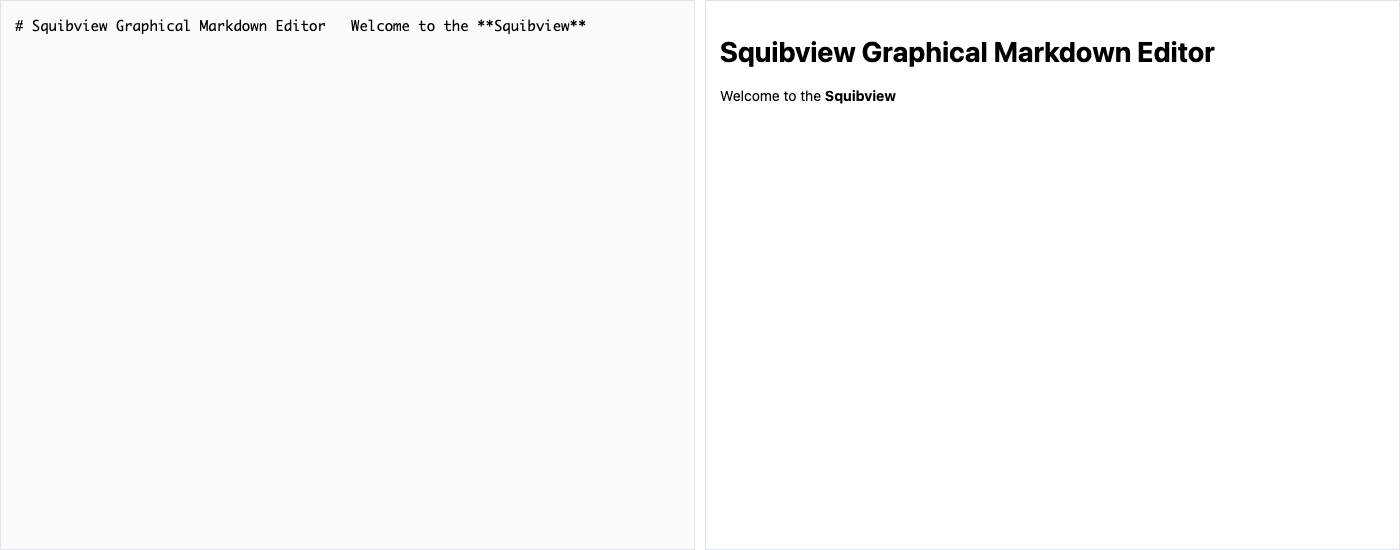 # Squibview Graphical Markdown Editor   Welcome to the **Squibview**
Squibview Graphical Markdown Editor
Welcome to the Squibview